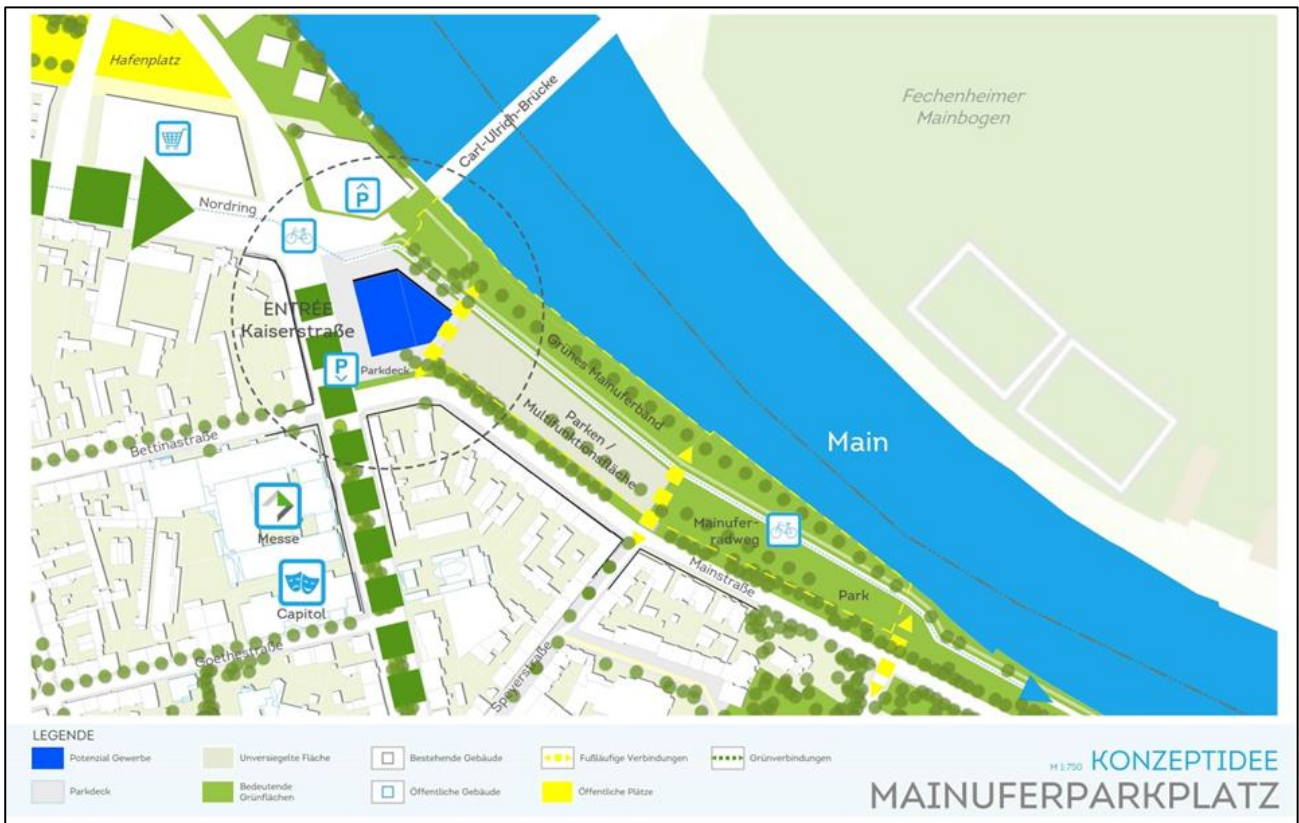 Hafenplatz
Carl-Ulrich-Brücke
Fechenheimer
Mainbogen
P
Nordring
ENTRÉE
Kaiserstraße
P
Parkdeck
Grünes Mainuferband
Parken /
Multifunktionsfläche
Main
Bettinastraße
Messe
Mainufer-
radweg
Mainstraße
Park
Capitol
Goethestraße
Speyerstraße
LEGENDE
Potenzial Gewerbe
Unversiegelte Fläche
Bestehende Gebäude
Fußläufige Verbindungen
Grünverbindungen
Parkdeck
Bedeutende
Grünflächen
Öffentliche Gebäude
Öffentliche Plätze
M 1:750 KONZEPTIDEE
MAINUFERPARKPLATZ